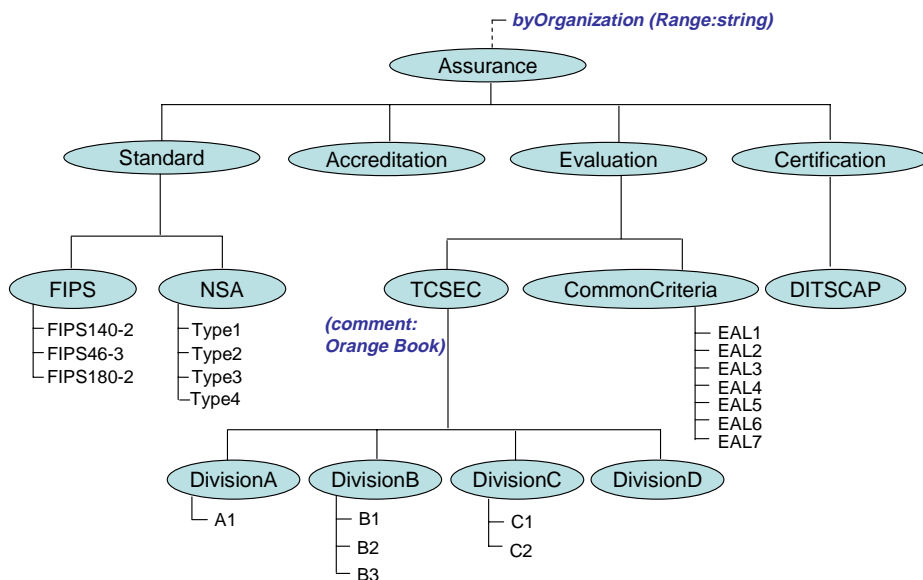 byOrganization (Range:string)
Assurance
Standard
Accreditation
Evaluation
Certification
FIPS
NSA
TCSEC
CommonCriteria
DITSCAP
FIPS140-2
FIPS46-3
FIPS180-2
Type1
Type2
Type3
Type4
(comment:
Orange Book)
EAL1
EAL2
EAL3
EAL4
EAL5
EAL6
EAL7
DivisionA
DivisionB
DivisionC
DivisionD
A1
B1
B2
B3
C1
C2